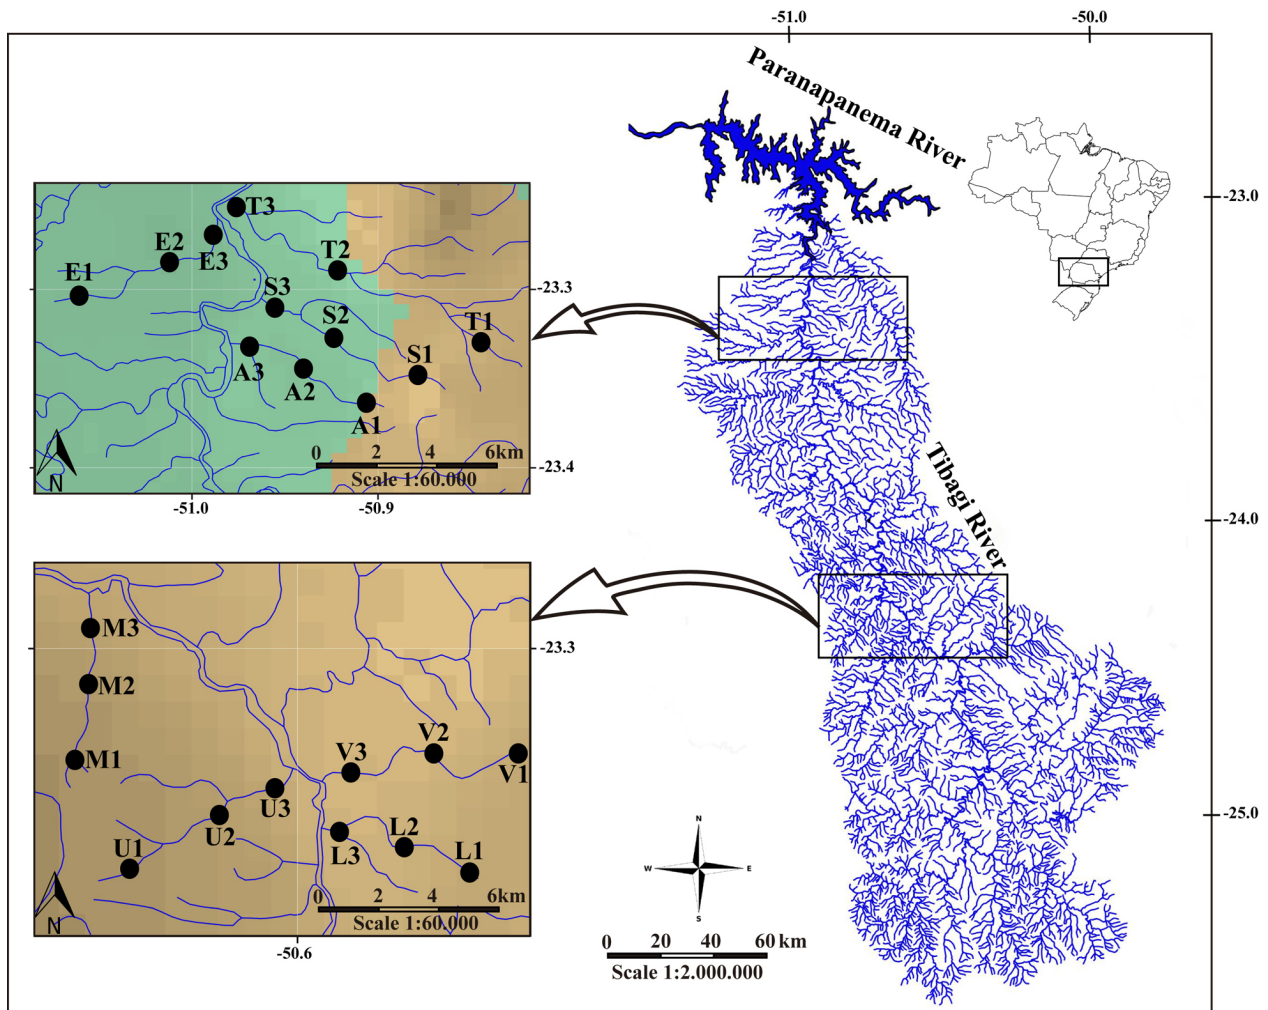 -51.0
-50.0
Paranapanema River
-23.0
T3
E2
E3
T2
E1
S3
-23.3
S2
T1
A3
S1
A2
A1
0 2 4 6km
Scale 1:60.000
N
-23.4
-51.0
-50.9
Tibagi River
-24.0
M3
-23.3
M2
V2
M1
V3
V1
U3
U2
L2
-25.0
U1
L3
L1
0 2 4 6km
Scale 1:60.000
N
-50.6
N
W
E
S
0 20 40 60 km
Scale 1:2.000.000